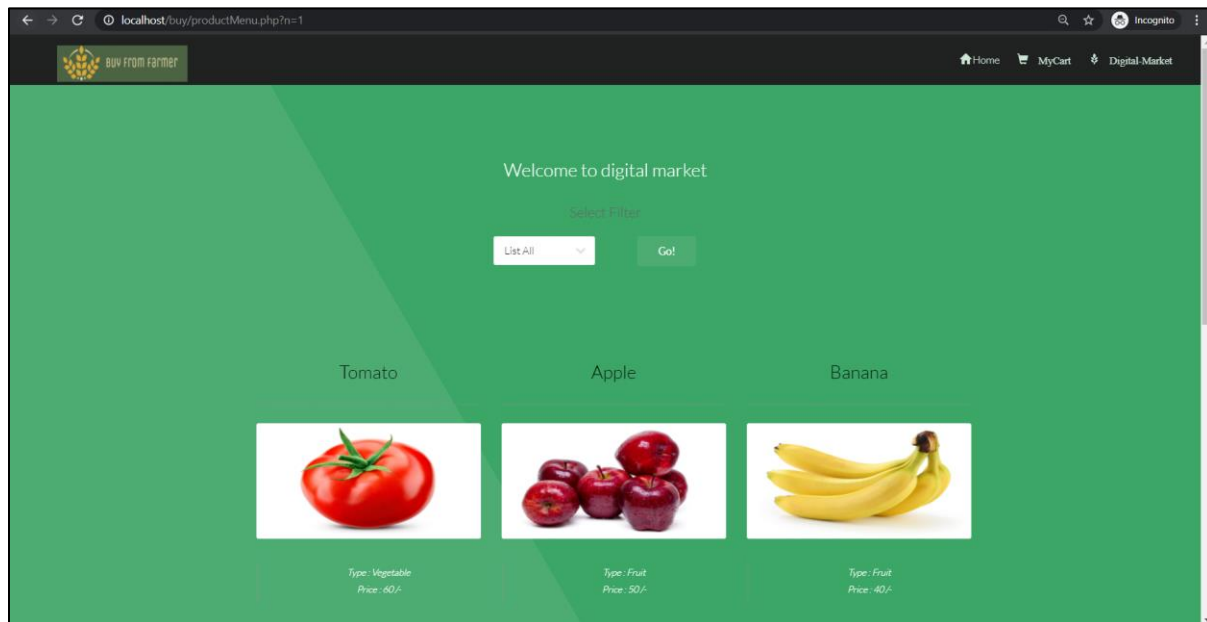 localhost/buy/productMenu.php?n=1
Incognito
BUY FROM FARMER
Home MyCart Digital-Market
Welcome to digital market
Select Filter
List All Go!
Tomato Apple Banana
Type : Vegetable Type : Fruit Type : Fruit
Price : 60/- Price : 50/- Price : 40/-